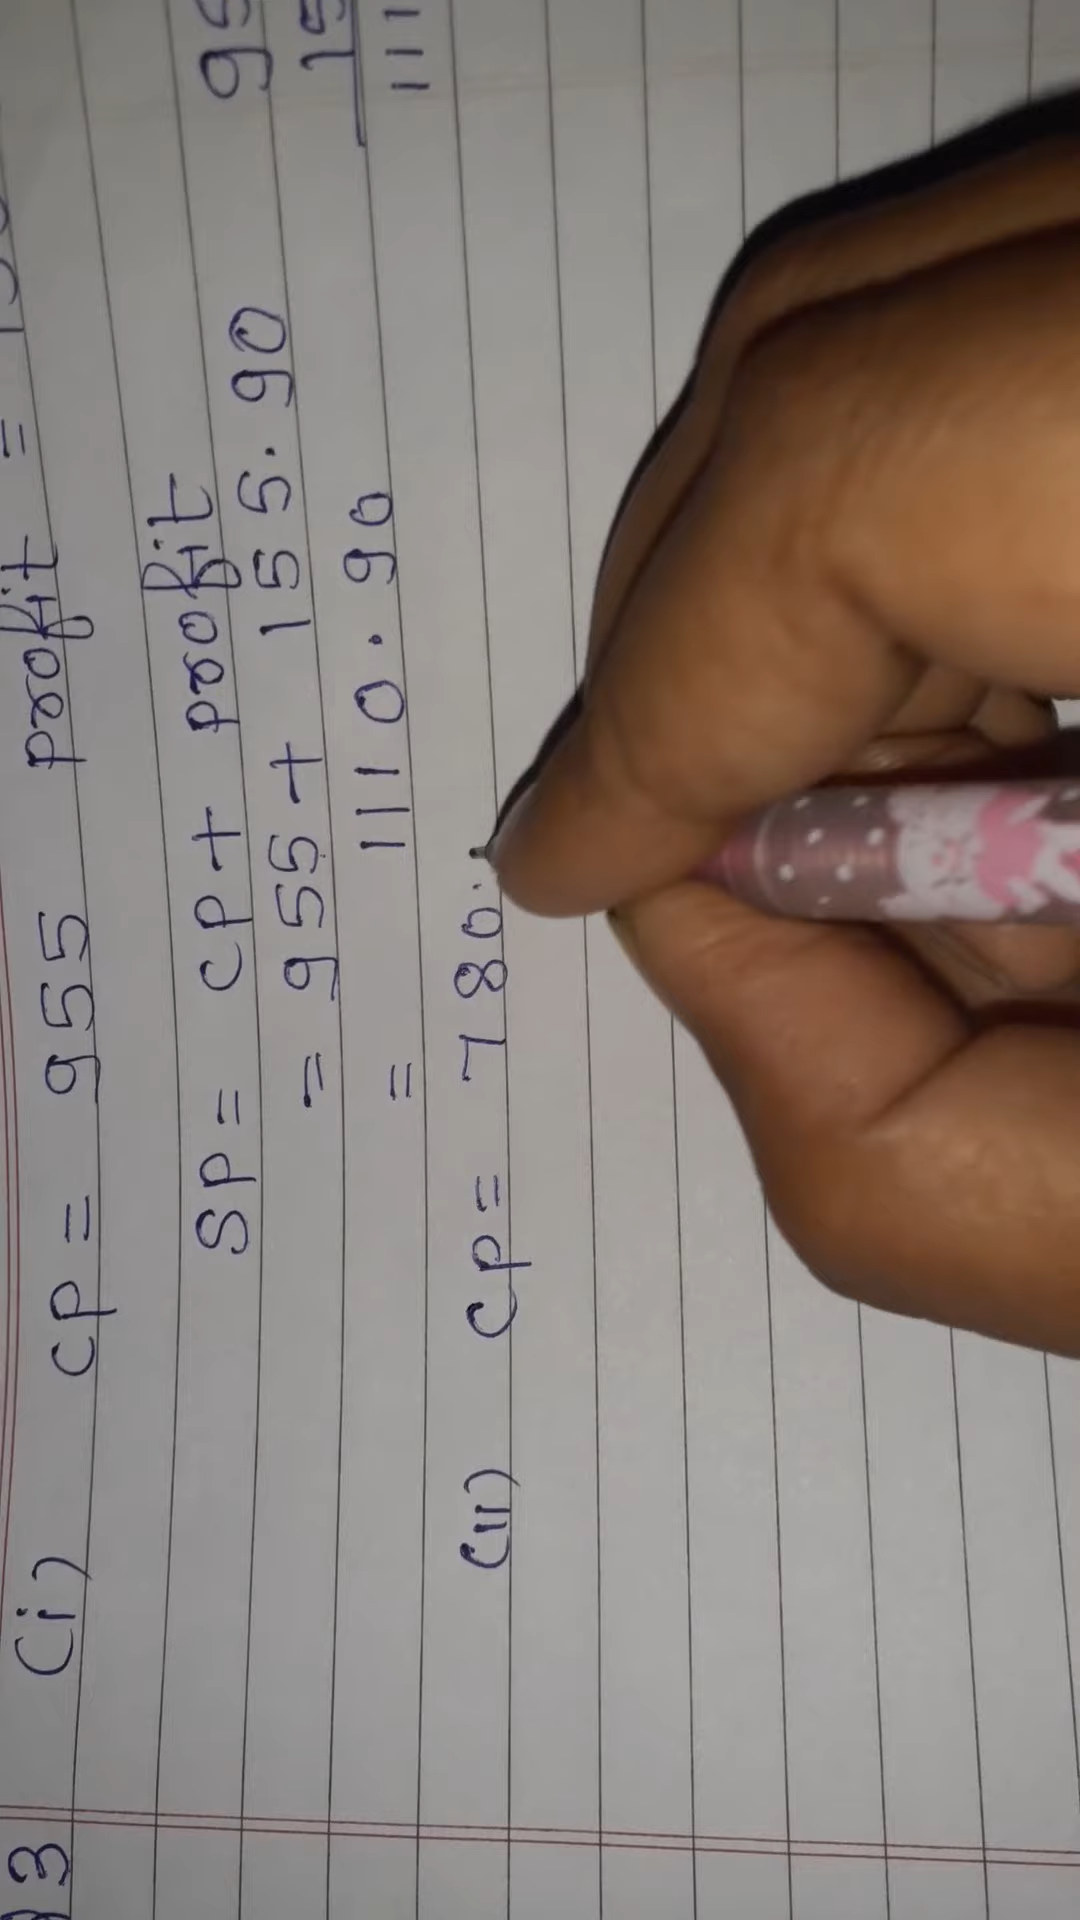 3 (i) CP = 955 profit =
SP = CP + profit
= 955 + 155.90
= 1110.90
(ii) CP = 780.